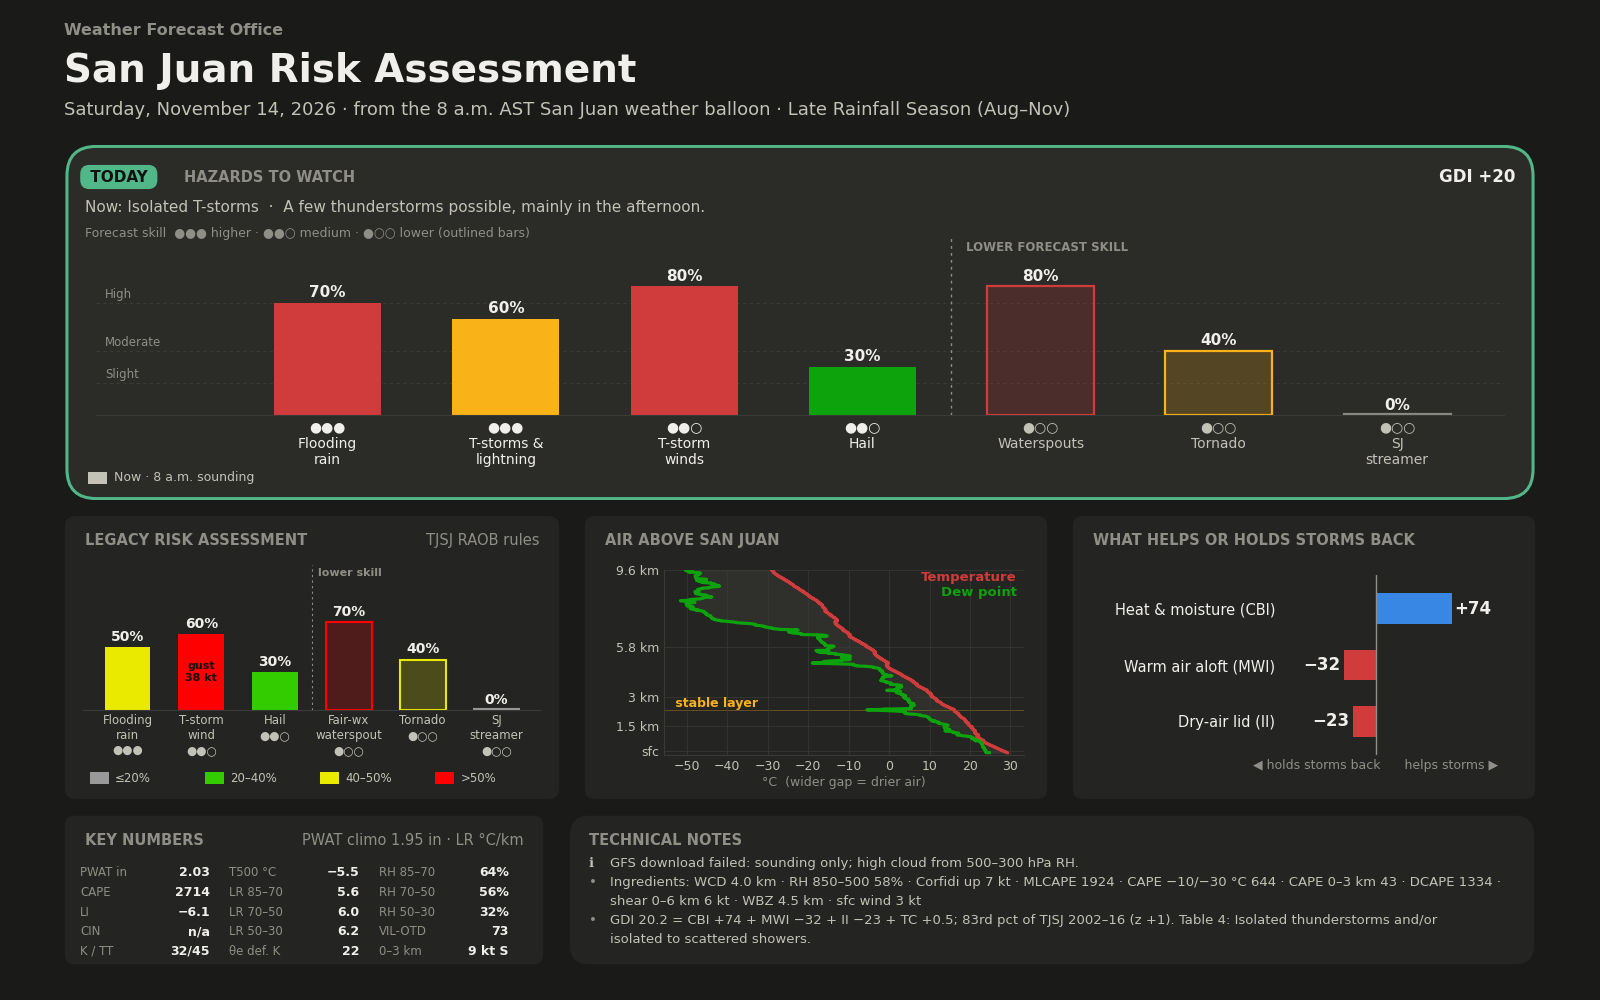 Weather Forecast Office
San Juan Risk Assessment
Saturday, November 14, 2026 · from the 8 a.m. AST San Juan weather balloon · Late Rainfall Season (Aug–Nov)
TODAY HAZARDS TO WATCH GDI +20
Now: Isolated T-storms · A few thunderstorms possible, mainly in the afternoon.
Forecast skill ●●● higher · ●●○ medium · ●○○ lower (outlined bars)
LOWER FORECAST SKILL
High
Moderate
Slight
70% 60% 80% 30% 80% 40% 0%
●●● ●●● ●●○ ●●○ ●○○ ●○○ ●○○
Flooding rain
T-storms & lightning
T-storm winds
Hail
Waterspouts
Tornado
SJ streamer
Now · 8 a.m. sounding
LEGACY RISK ASSESSMENT TJSJ RAOB rules
lower skill
50% 60% 30% 70% 40% 0%
gust
38 kt
Flooding rain ●●●
T-storm wind ●●○
Hail ●●○
Fair-wx waterspout ●○○
Tornado ●○○
SJ streamer ●○○
≤20% 20–40% 40–50% >50%
AIR ABOVE SAN JUAN
Temperature
Dew point
9.6 km
5.8 km
3 km
1.5 km
sfc
stable layer
−50 −40 −30 −20 −10 0 10 20 30
°C (wider gap = drier air)
WHAT HELPS OR HOLDS STORMS BACK
Heat & moisture (CBI) +74
Warm air aloft (MWI) −32
Dry-air lid (II) −23
◀ holds storms back helps storms ▶
KEY NUMBERS PWAT climo 1.95 in · LR °C/km
PWAT in 2.03 T500 °C −5.5 RH 85–70 64%
CAPE 2714 LR 85–70 5.6 RH 70–50 56%
LI −6.1 LR 70–50 6.0 RH 50–30 32%
CIN n/a LR 50–30 6.2 VIL-OTD 73
K / TT 32/45 θe def. K 22 0–3 km 9 kt S
TECHNICAL NOTES
ℹ GFS download failed: sounding only; high cloud from 500–300 hPa RH.
• Ingredients: WCD 4.0 km · RH 850–500 58% · Corfidi up 7 kt · MLCAPE 1924 · CAPE −10/−30 °C 644 · CAPE 0–3 km 43 · DCAPE 1334 ·
shear 0–6 km 6 kt · WBZ 4.5 km · sfc wind 3 kt
• GDI 20.2 = CBI +74 + MWI −32 + II −23 + TC +0.5; 83rd pct of TJSJ 2002–16 (z +1). Table 4: Isolated thunderstorms and/or
isolated to scattered showers.